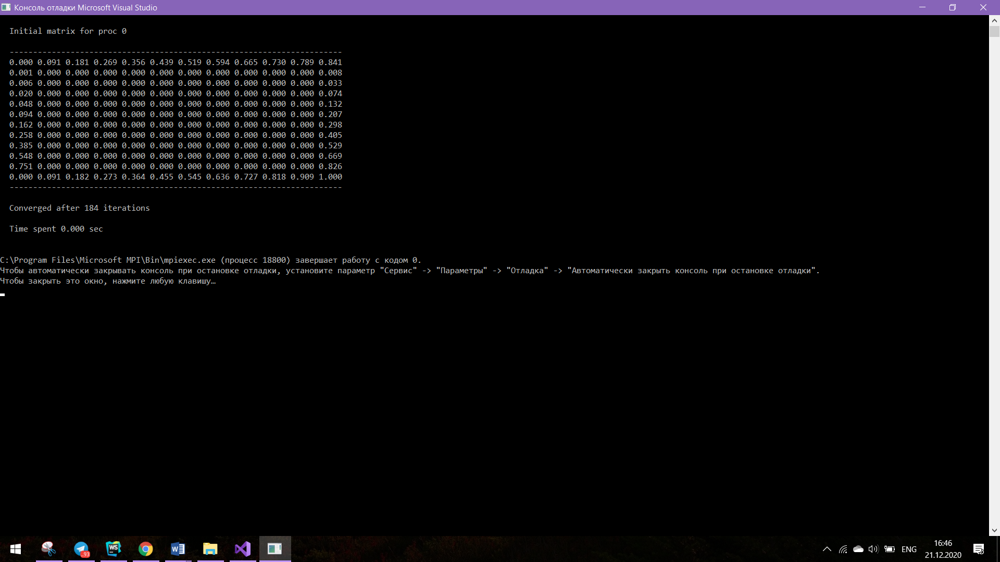 Консоль отладки Microsoft Visual Studio
Initial matrix for proc 0
-----------------------------------------------------------------------
0.000 0.091 0.181 0.269 0.356 0.439 0.519 0.594 0.665 0.730 0.789 0.841
0.001 0.000 0.000 0.000 0.000 0.000 0.000 0.000 0.000 0.000 0.000 0.008
0.006 0.000 0.000 0.000 0.000 0.000 0.000 0.000 0.000 0.000 0.000 0.033
0.020 0.000 0.000 0.000 0.000 0.000 0.000 0.000 0.000 0.000 0.000 0.074
0.048 0.000 0.000 0.000 0.000 0.000 0.000 0.000 0.000 0.000 0.000 0.132
0.094 0.000 0.000 0.000 0.000 0.000 0.000 0.000 0.000 0.000 0.000 0.207
0.162 0.000 0.000 0.000 0.000 0.000 0.000 0.000 0.000 0.000 0.000 0.298
0.258 0.000 0.000 0.000 0.000 0.000 0.000 0.000 0.000 0.000 0.000 0.405
0.385 0.000 0.000 0.000 0.000 0.000 0.000 0.000 0.000 0.000 0.000 0.529
0.548 0.000 0.000 0.000 0.000 0.000 0.000 0.000 0.000 0.000 0.000 0.669
0.751 0.000 0.000 0.000 0.000 0.000 0.000 0.000 0.000 0.000 0.000 0.826
0.000 0.091 0.182 0.273 0.364 0.455 0.545 0.636 0.727 0.818 0.909 1.000
-----------------------------------------------------------------------
Converged after 184 iterations
Time spent 0.000 sec
C:\Program Files\Microsoft MPI\Bin\mpiexec.exe (процесс 18800) завершает работу с кодом 0.
Чтобы автоматически закрывать консоль при остановке отладки, установите параметр "Сервис" -> "Параметры" -> "Отладка" -> "Автоматически закрыть консоль при остановке отладки".
Чтобы закрыть это окно, нажмите любую клавишу…
.93
WS
W
ENG
16:46
21.12.2020